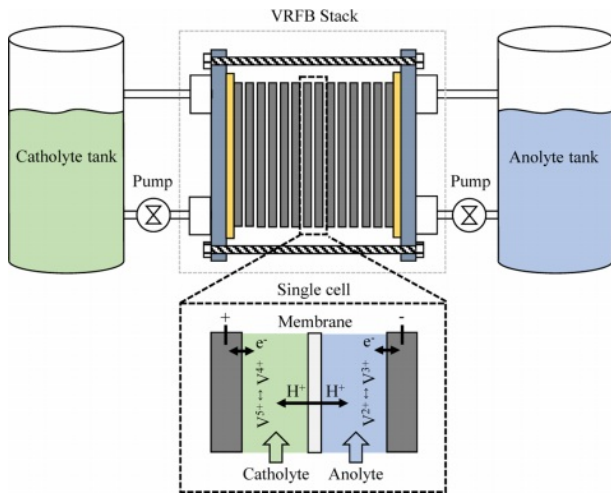 VRFB Stack
Catholyte tank
Anolyte tank
Pump
Pump
Single cell
+
Membrane
-
e-
e-
V5+ ↔ V4+
H+
H+
V2+ ↔ V3+
Catholyte
Anolyte